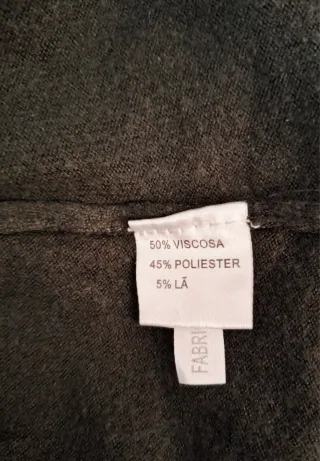 50% VISCOSA
45% POLIESTER
5% LÃ
FABRI